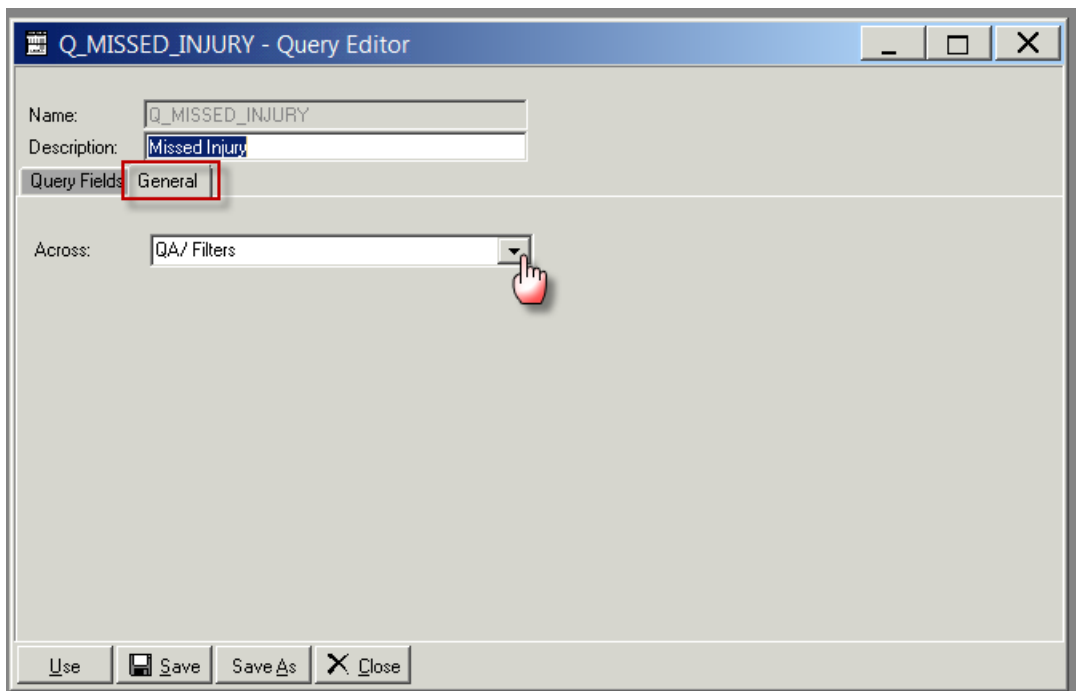 Q_MISSED_INJURY - Query Editor
Name: Q_MISSED_INJURY
Description: Missed Injury
Query Fields General
Across: QA/ Filters
Use Save Save As Close